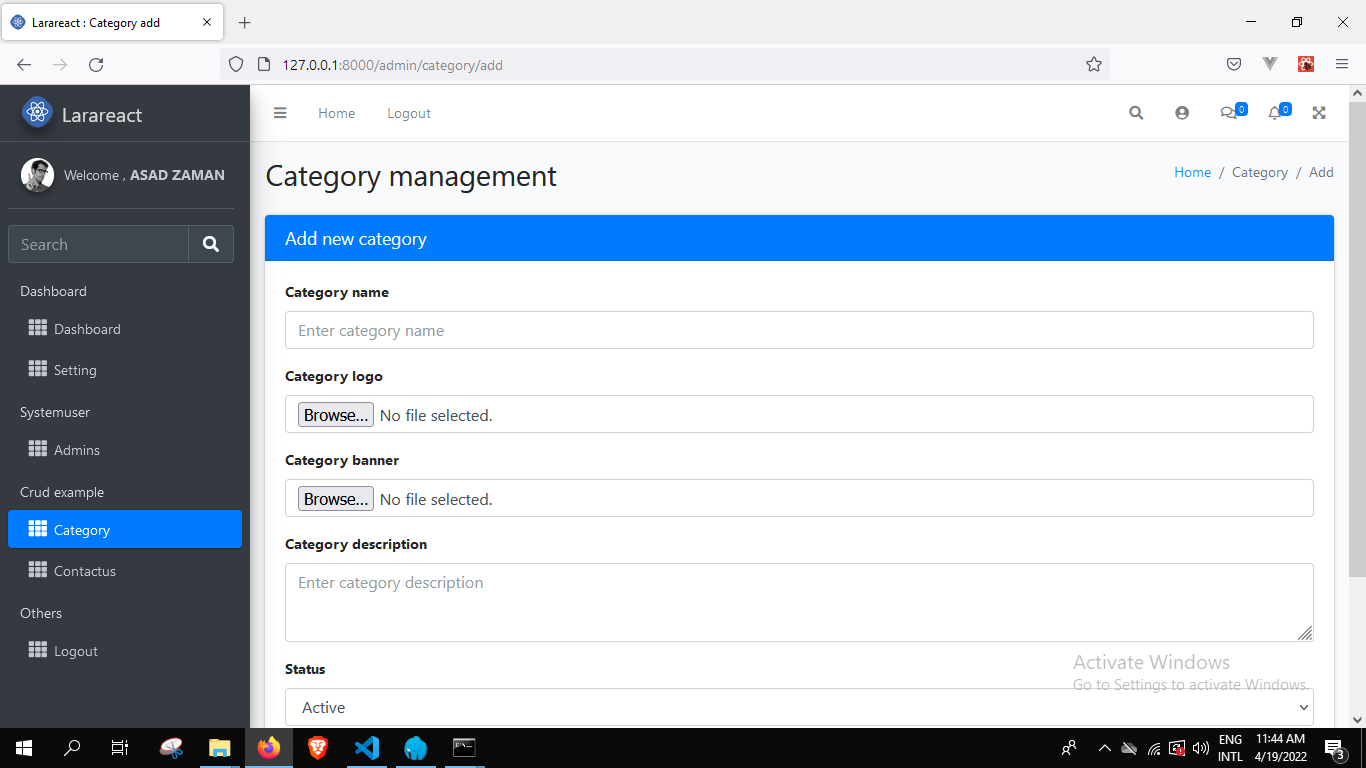 Larareact : Category add
127.0.0.1:8000/admin/category/add
Larareact
Home
Logout
0
0
Welcome , ASAD ZAMAN
Search
Dashboard
Dashboard
Setting
Systemuser
Admins
Crud example
Category
Contactus
Others
Logout
Category management
Home / Category / Add
Add new category
Category name
Enter category name
Category logo
Browse... No file selected.
Category banner
Browse... No file selected.
Category description
Enter category description
Status
Active
Activate Windows
Go to Settings to activate Windows.
ENG
INTL
11:44 AM
4/19/2022
3